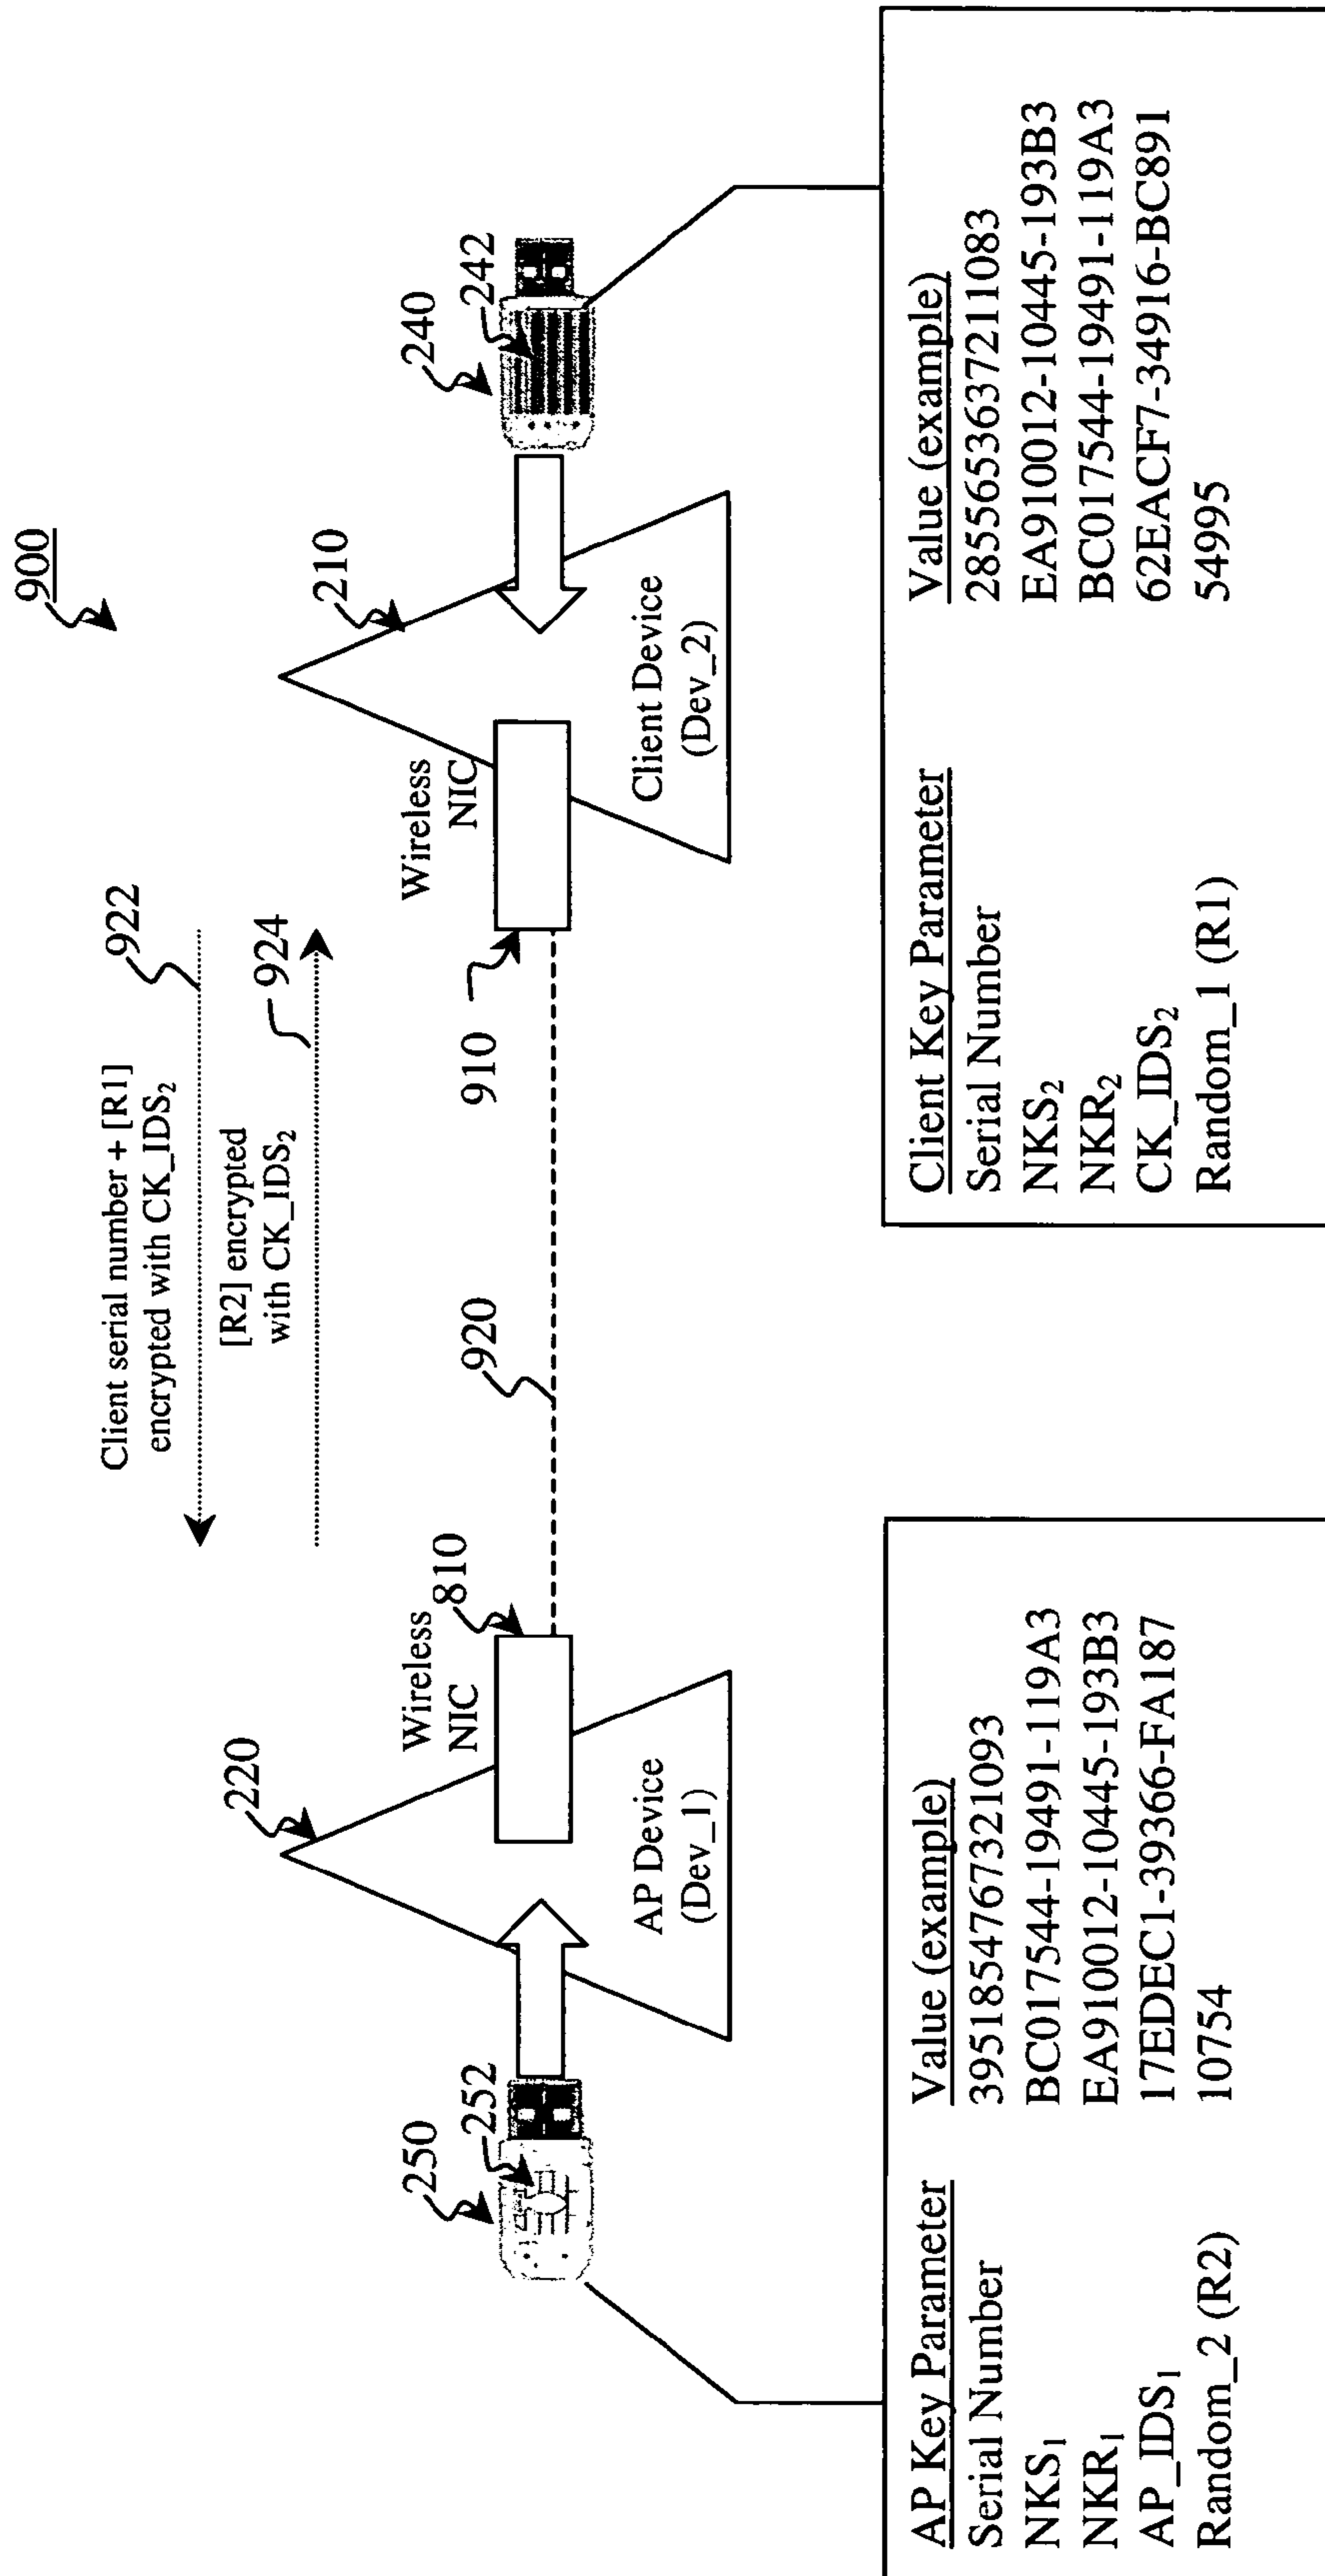 900
Client serial number + [R1]
encrypted with CK_IDS₂
922
[R2] encrypted
with CK_IDS₂
924
220
210
250
252
Wireless
NIC
810
920
910
Wireless
NIC
240
242
AP Device
(Dev_1)
Client Device
(Dev_2)
AP Key Parameter Value (example)
Serial Number 3951854767321093
NKS₁ BC017544-19491-119A3
NKR₁ EA910012-10445-193B3
AP_IDS₁ 17EDEC1-39366-FA187
Random_2 (R2) 10754
Client Key Parameter Value (example)
Serial Number 2855653637211083
NKS₂ EA910012-10445-193B3
NKR₂ BC017544-19491-119A3
CK_IDS₂ 62EACF7-34916-BC891
Random_1 (R1) 54995